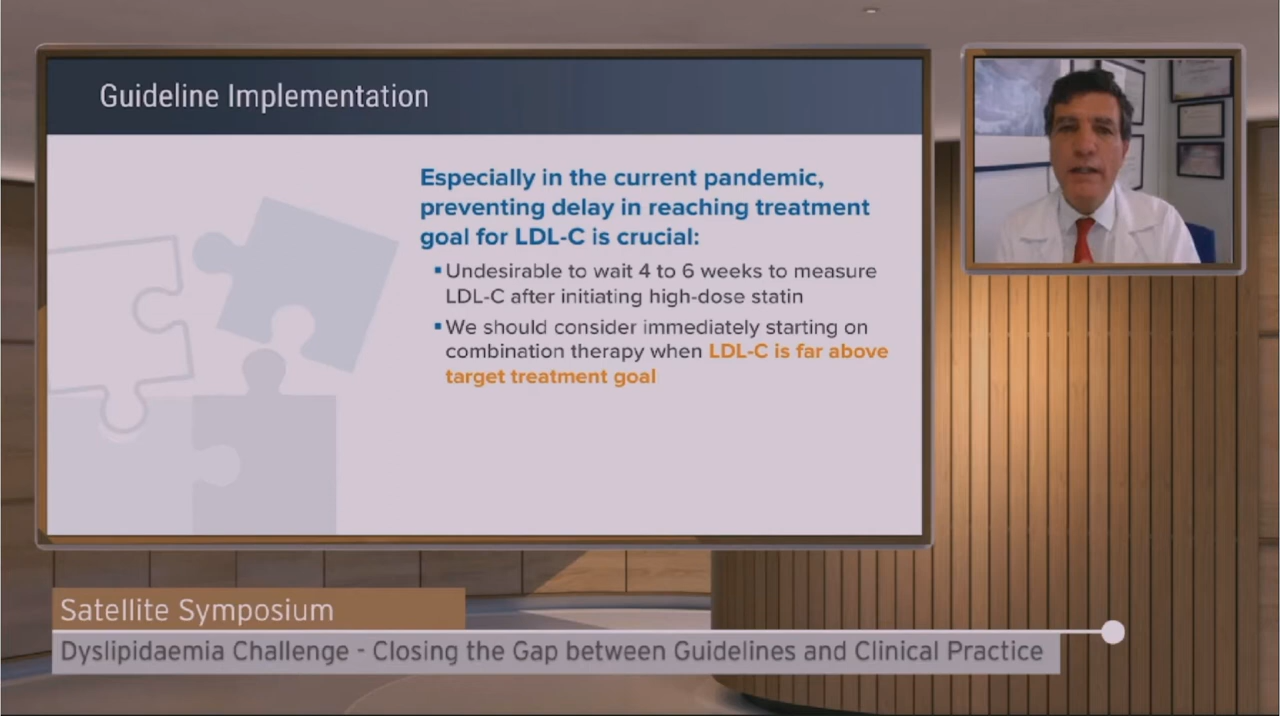 Guideline Implementation
Especially in the current pandemic,
preventing delay in reaching treatment
goal for LDL-C is crucial:
▪Undesirable to wait 4 to 6 weeks to measure
LDL-C after initiating high-dose statin
▪We should consider immediately starting on
combination therapy when LDL-C is far above
target treatment goal
Satellite Symposium
Dyslipidaemia Challenge - Closing the Gap between Guidelines and Clinical Practice